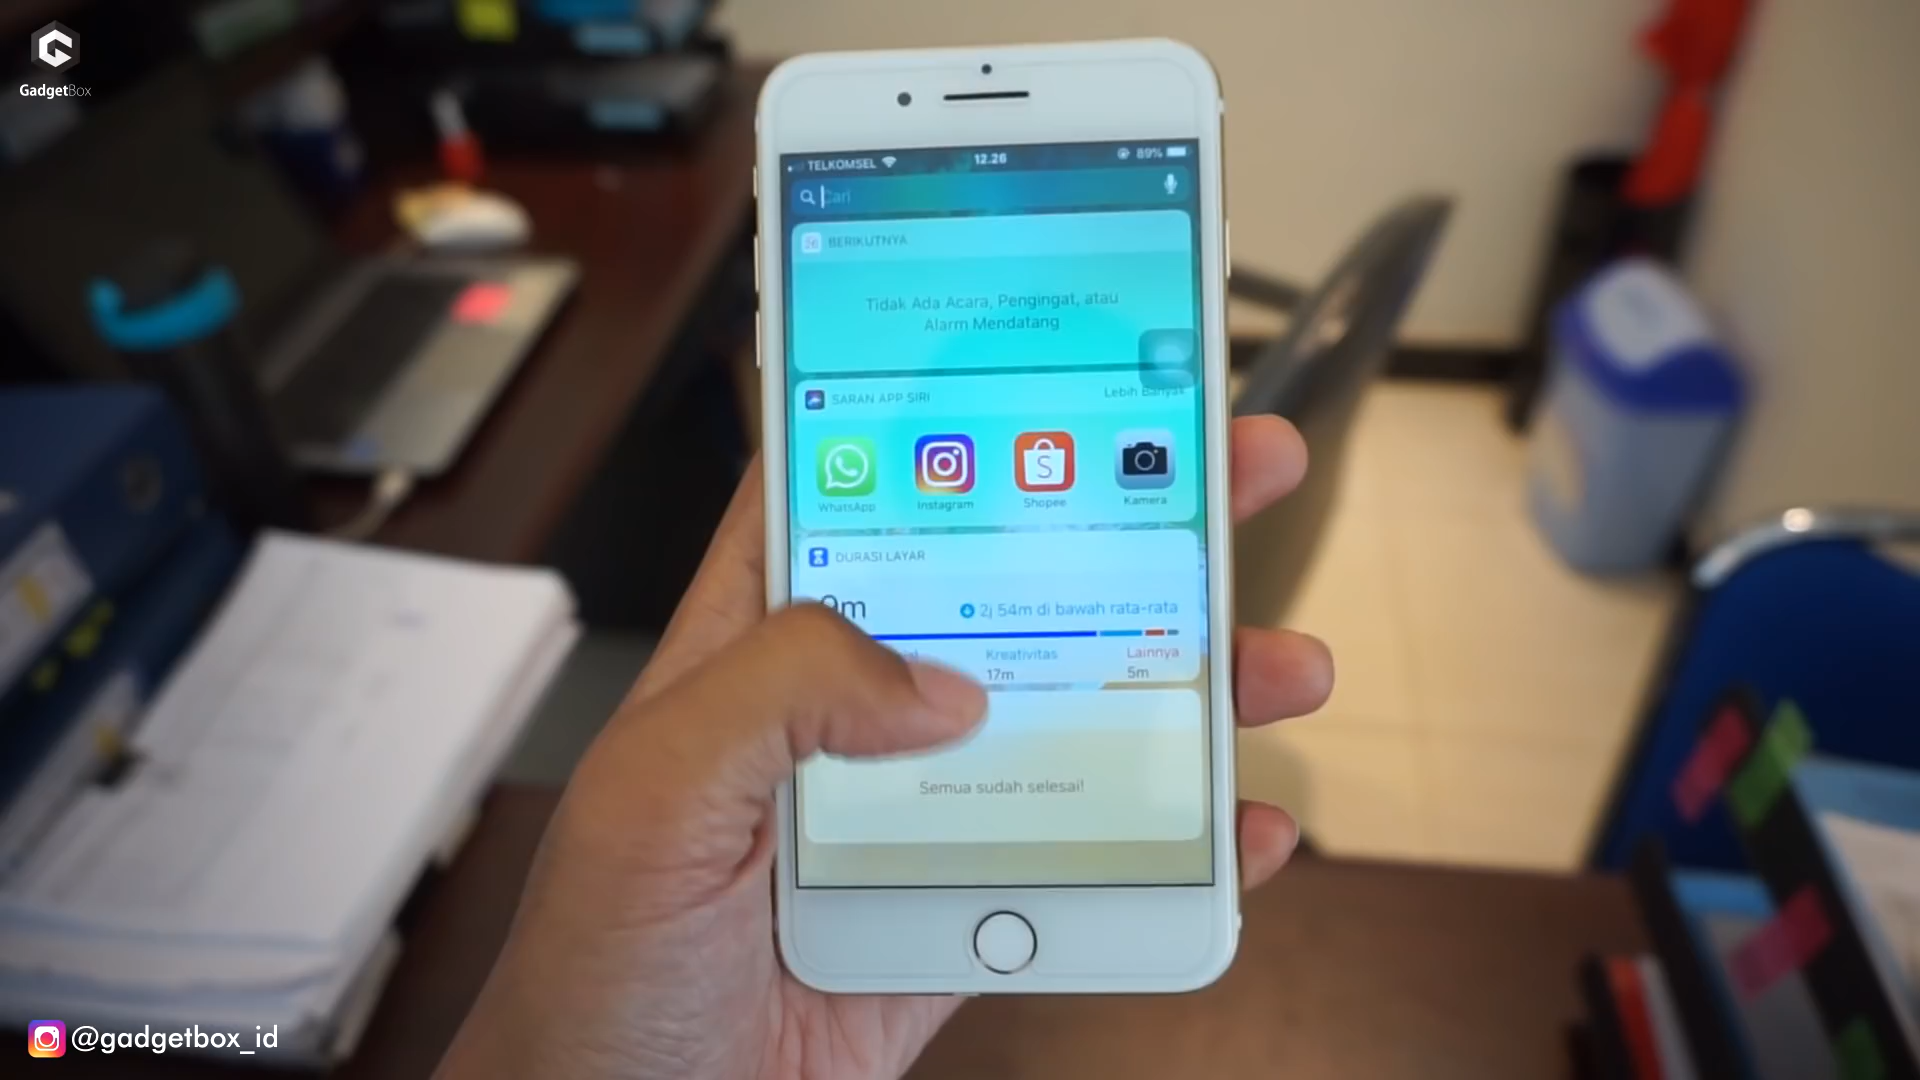 GadgetBox
TELKOMSEL
12.26
89%
Cari
BERIKUTNYA
Tidak Ada Acara, Pengingat, atau
Alarm Mendatang
SARAN APP SIRI
Lebih Banyak
WhatsApp
Instagram
Shopee
Kamera
DURASI LAYAR
2j 54m di bawah rata-rata
Kreativitas
Lainnya
17m
5m
Semua sudah selesai!
@gadgetbox_id